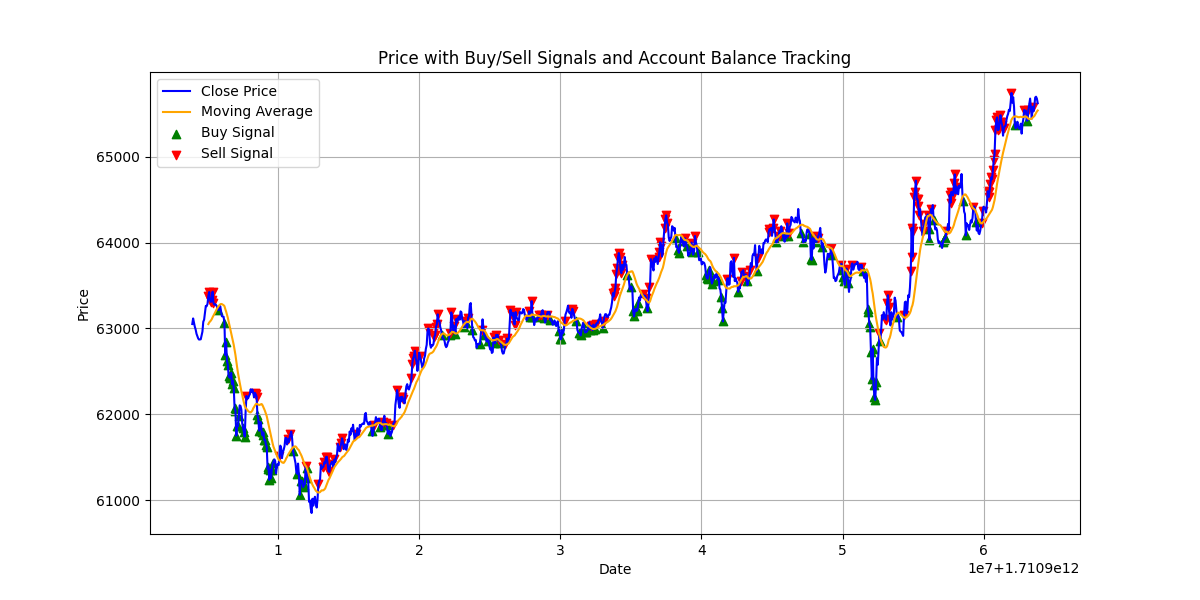 Price with Buy/Sell Signals and Account Balance Tracking
Close Price
Moving Average
Buy Signal
Sell Signal
65000
64000
63000
62000
61000
Price
1 2 3 4 5 6
Date
1e7+1.7109e12